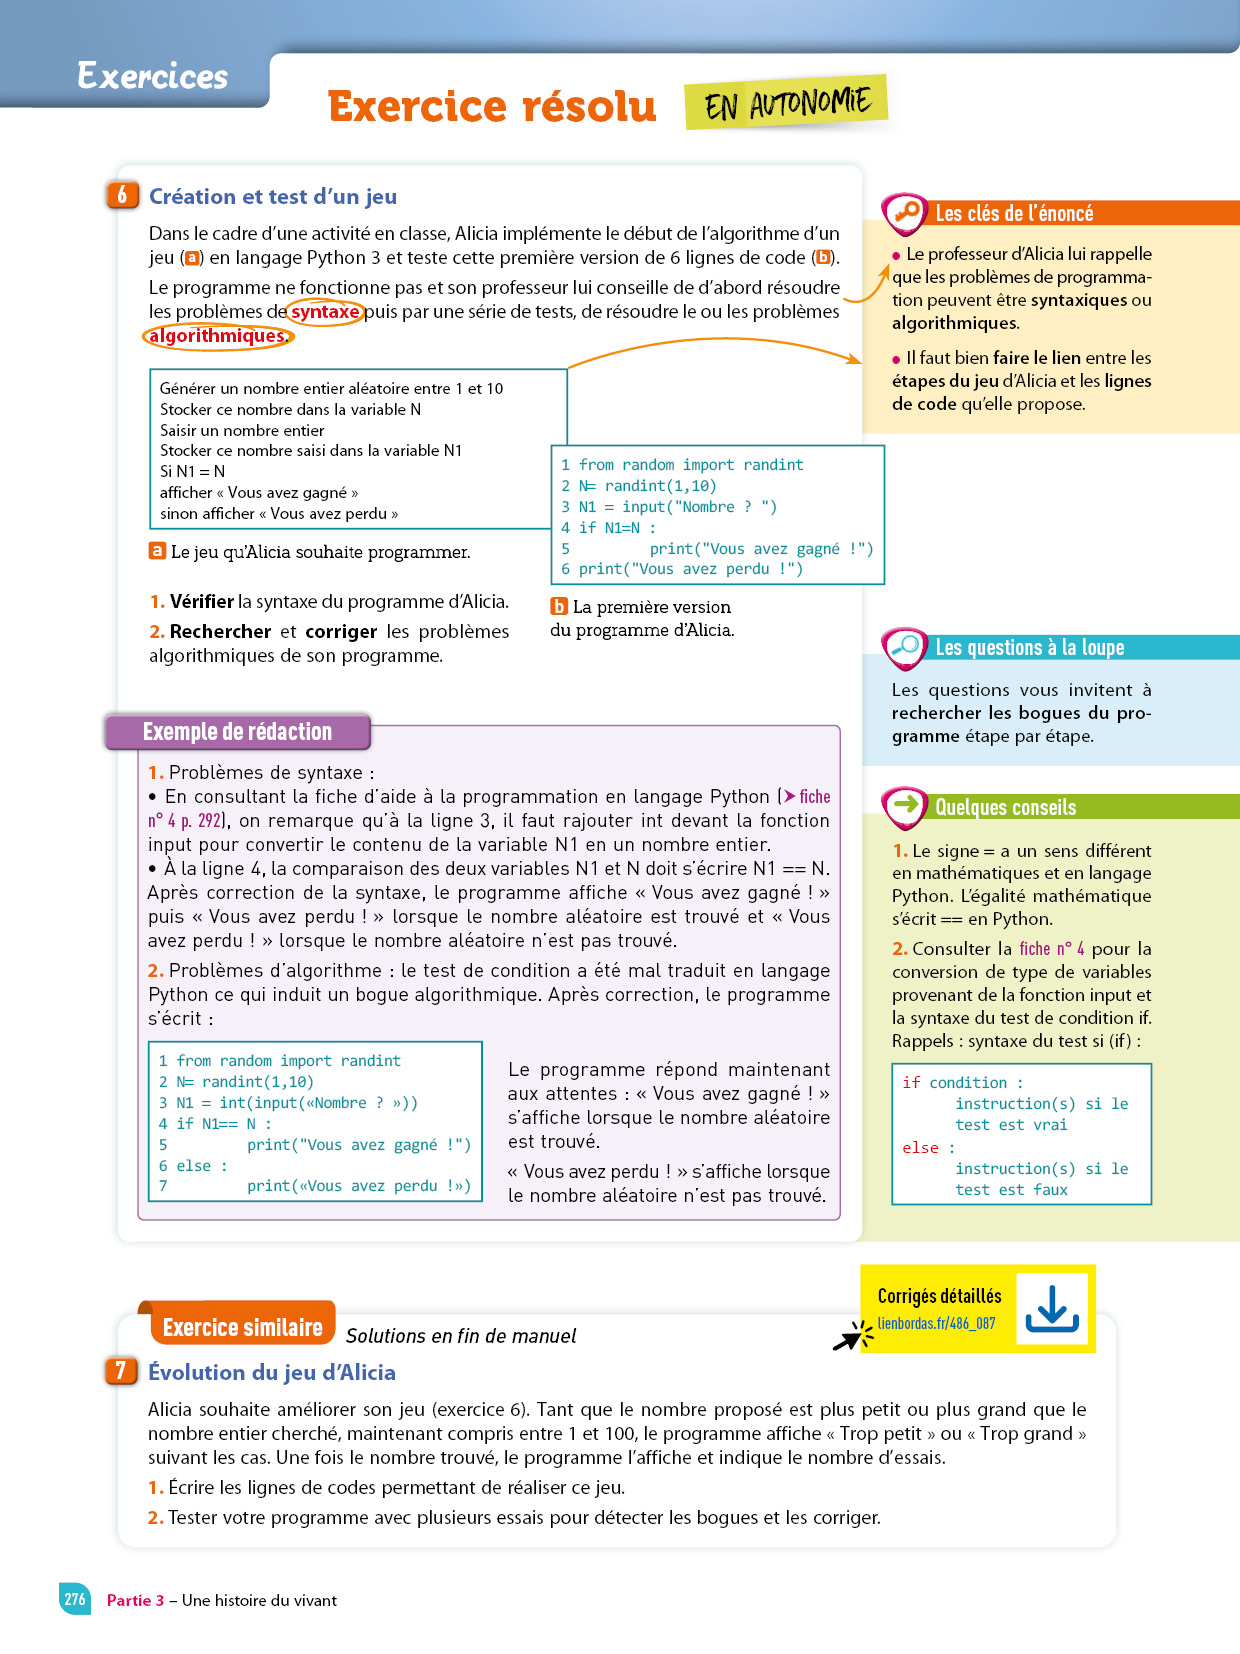 Exercices
Exercice résolu
EN AUTONOMIE
6 Création et test d'un jeu
Dans le cadre d'une activité en classe, Alicia implémente le début de l'algorithme d'un
jeu (a) en langage Python 3 et teste cette première version de 6 lignes de code (b).
Le programme ne fonctionne pas et son professeur lui conseille de d'abord résoudre
les problèmes de syntaxe puis par une série de tests, de résoudre le ou les problèmes
algorithmiques.
Générer un nombre entier aléatoire entre 1 et 10
Stocker ce nombre dans la variable N
Saisir un nombre entier
Stocker ce nombre saisi dans la variable N1
Si N1 = N
afficher « Vous avez gagné »
sinon afficher « Vous avez perdu »
a Le jeu qu'Alicia souhaite programmer.
1 from random import randint
2 N= randint(1,10)
3 N1 = input("Nombre ? ")
4 if N1=N :
5 print("Vous avez gagné !")
6 print("Vous avez perdu !")
b La première version
du programme d'Alicia.
1. Vérifier la syntaxe du programme d'Alicia.
2. Rechercher et corriger les problèmes
algorithmiques de son programme.
Les clés de l'énoncé
• Le professeur d'Alicia lui rappelle
que les problèmes de programma-
tion peuvent être syntaxiques ou
algorithmiques.
• Il faut bien faire le lien entre les
étapes du jeu d'Alicia et les lignes
de code qu'elle propose.
Les questions à la loupe
Les questions vous invitent à
rechercher les bogues du pro-
gramme étape par étape.
Exemple de rédaction
1. Problèmes de syntaxe :
• En consultant la fiche d'aide à la programmation en langage Python (➤ fiche
n° 4 p. 292), on remarque qu'à la ligne 3, il faut rajouter int devant la fonction
input pour convertir le contenu de la variable N1 en un nombre entier.
• À la ligne 4, la comparaison des deux variables N1 et N doit s'écrire N1 == N.
Après correction de la syntaxe, le programme affiche « Vous avez gagné ! »
puis « Vous avez perdu ! » lorsque le nombre aléatoire est trouvé et « Vous
avez perdu ! » lorsque le nombre aléatoire n'est pas trouvé.
2. Problèmes d'algorithme : le test de condition a été mal traduit en langage
Python ce qui induit un bogue algorithmique. Après correction, le programme
s'écrit :
1 from random import randint
2 N= randint(1,10)
3 N1 = int(input(«Nombre ? »))
4 if N1== N :
5 print("Vous avez gagné !")
6 else :
7 print(«Vous avez perdu !»)
Le programme répond maintenant
aux attentes : « Vous avez gagné ! »
s'affiche lorsque le nombre aléatoire
est trouvé.
« Vous avez perdu ! » s'affiche lorsque
le nombre aléatoire n'est pas trouvé.
Quelques conseils
1. Le signe = a un sens différent
en mathématiques et en langage
Python. L'égalité mathématique
s'écrit == en Python.
2. Consulter la fiche n° 4 pour la
conversion de type de variables
provenant de la fonction input et
la syntaxe du test de condition if.
Rappels : syntaxe du test si (if) :
if condition :
instruction(s) si le
test est vrai
else :
instruction(s) si le
test est faux
Corrigés détaillés
lienbordas.fr/486_087
Exercice similaire
Solutions en fin de manuel
7 Évolution du jeu d'Alicia
Alicia souhaite améliorer son jeu (exercice 6). Tant que le nombre proposé est plus petit ou plus grand que le
nombre entier cherché, maintenant compris entre 1 et 100, le programme affiche « Trop petit » ou « Trop grand »
suivant les cas. Une fois le nombre trouvé, le programme l'affiche et indique le nombre d'essais.
1. Écrire les lignes de codes permettant de réaliser ce jeu.
2. Tester votre programme avec plusieurs essais pour détecter les bogues et les corriger.
276 Partie 3 – Une histoire du vivant